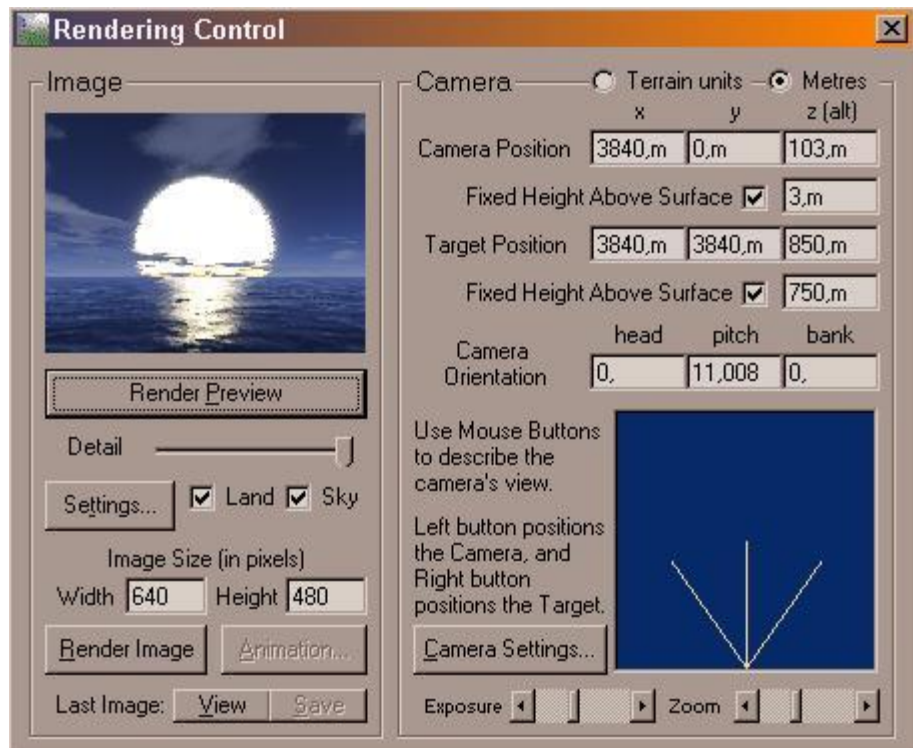 Rendering Control
Image
Render Preview
Detail
Settings... Land Sky
Image Size (in pixels)
Width 640 Height 480
Render Image Animation...
Last Image: View Save
Camera Terrain units Metres
x y z (alt)
Camera Position 3840,m 0,m 103,m
Fixed Height Above Surface 3,m
Target Position 3840,m 3840,m 850,m
Fixed Height Above Surface 750,m
head pitch bank
Camera
Orientation 0, 11,008 0,
Use Mouse Buttons
to describe the
camera's view.
Left button positions
the Camera, and
Right button
positions the Target.
Camera Settings...
Exposure Zoom